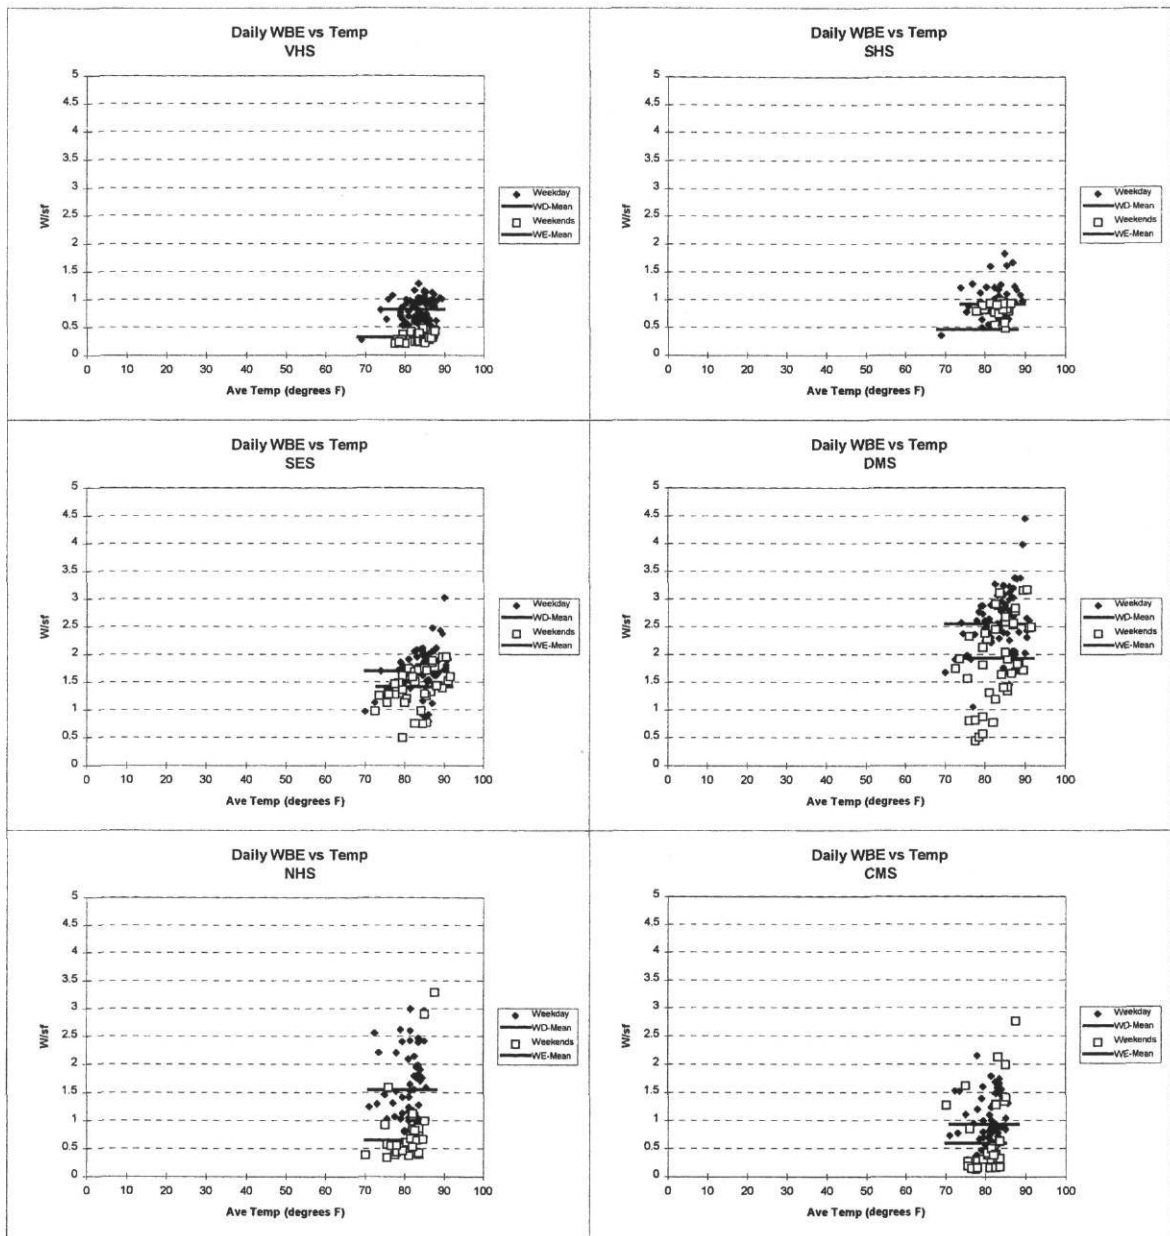 Daily WBE vs Temp
VHS
5
4.5
4
3.5
3
2.5
2
1.5
1
0.5
0
W/sf
0 10 20 30 40 50 60 70 80 90 100
Ave Temp (degrees F)
Weekday
WD-Mean
Weekends
WE-Mean
Daily WBE vs Temp
SHS
5
4.5
4
3.5
3
2.5
2
1.5
1
0.5
0
W/sf
0 10 20 30 40 50 60 70 80 90 100
Ave Temp (degrees F)
Weekday
WD-Mean
Weekends
WE-Mean
Daily WBE vs Temp
SES
5
4.5
4
3.5
3
2.5
2
1.5
1
0.5
0
W/sf
0 10 20 30 40 50 60 70 80 90 100
Ave Temp (degrees F)
Weekday
WD-Mean
Weekends
WE-Mean
Daily WBE vs Temp
DMS
5
4.5
4
3.5
3
2.5
2
1.5
1
0.5
0
W/sf
0 10 20 30 40 50 60 70 80 90 100
Ave Temp (degrees F)
Weekday
WD-Mean
Weekends
WE-Mean
Daily WBE vs Temp
NHS
5
4.5
4
3.5
3
2.5
2
1.5
1
0.5
0
W/sf
0 10 20 30 40 50 60 70 80 90 100
Ave Temp (degrees F)
Weekday
WD-Mean
Weekends
WE-Mean
Daily WBE vs Temp
CMS
5
4.5
4
3.5
3
2.5
2
1.5
1
0.5
0
W/sf
0 10 20 30 40 50 60 70 80 90 100
Ave Temp (degrees F)
Weekday
WD-Mean
Weekends
WE-Mean